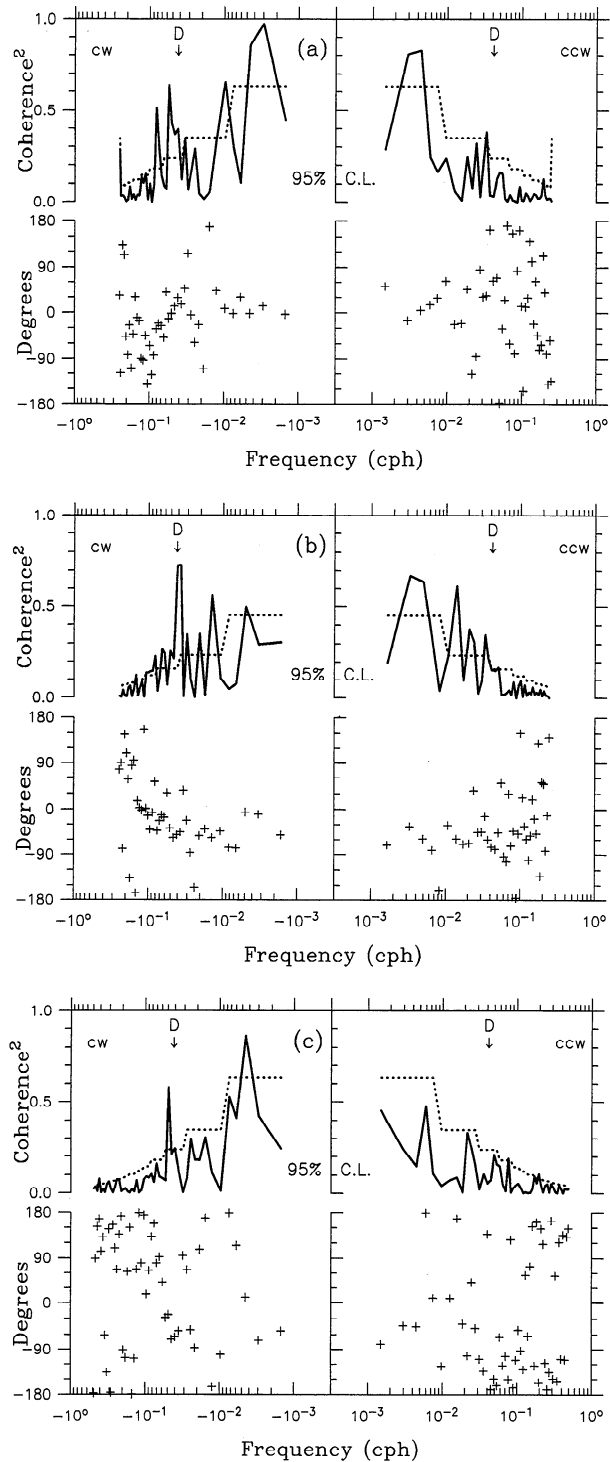 1.0
0.5
0.0
Coherence²
CW
D
↓
(a)
D
↓
CCW
95% C.L.
180
90
0
-90
-180
Degrees
-10⁰ -10⁻¹ -10⁻² -10⁻³ 10⁻³ 10⁻² 10⁻¹ 10⁰
Frequency (cph)
1.0
0.5
0.0
Coherence²
CW
D
↓
(b)
D
↓
CCW
95% C.L.
180
90
0
-90
-180
Degrees
-10⁰ -10⁻¹ -10⁻² -10⁻³ 10⁻³ 10⁻² 10⁻¹ 10⁰
Frequency (cph)
1.0
0.5
0.0
Coherence²
CW
D
↓
(c)
D
↓
CCW
95% C.L.
180
90
0
-90
-180
Degrees
-10⁰ -10⁻¹ -10⁻² -10⁻³ 10⁻³ 10⁻² 10⁻¹ 10⁰
Frequency (cph)